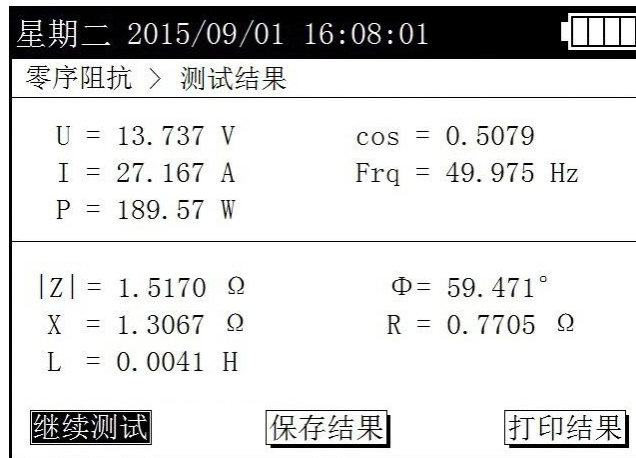 星期二 2015/09/01 16:08:01
零序阻抗 > 测试结果
U = 13.737 V cos = 0.5079
I = 27.167 A Frq = 49.975 Hz
P = 189.57 W
|Z| = 1.5170 Ω Φ= 59.471°
X = 1.3067 Ω R = 0.7705 Ω
L = 0.0041 H
继续测试 保存结果 打印结果